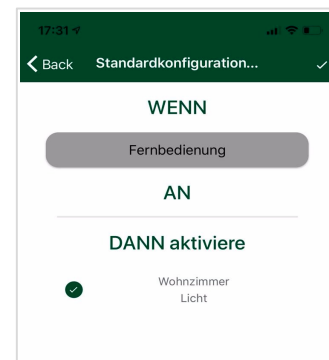 17:31
Back Standardkonfiguration...
WENN
Fernbedienung
AN
DANN aktiviere
Wohnzimmer
Licht